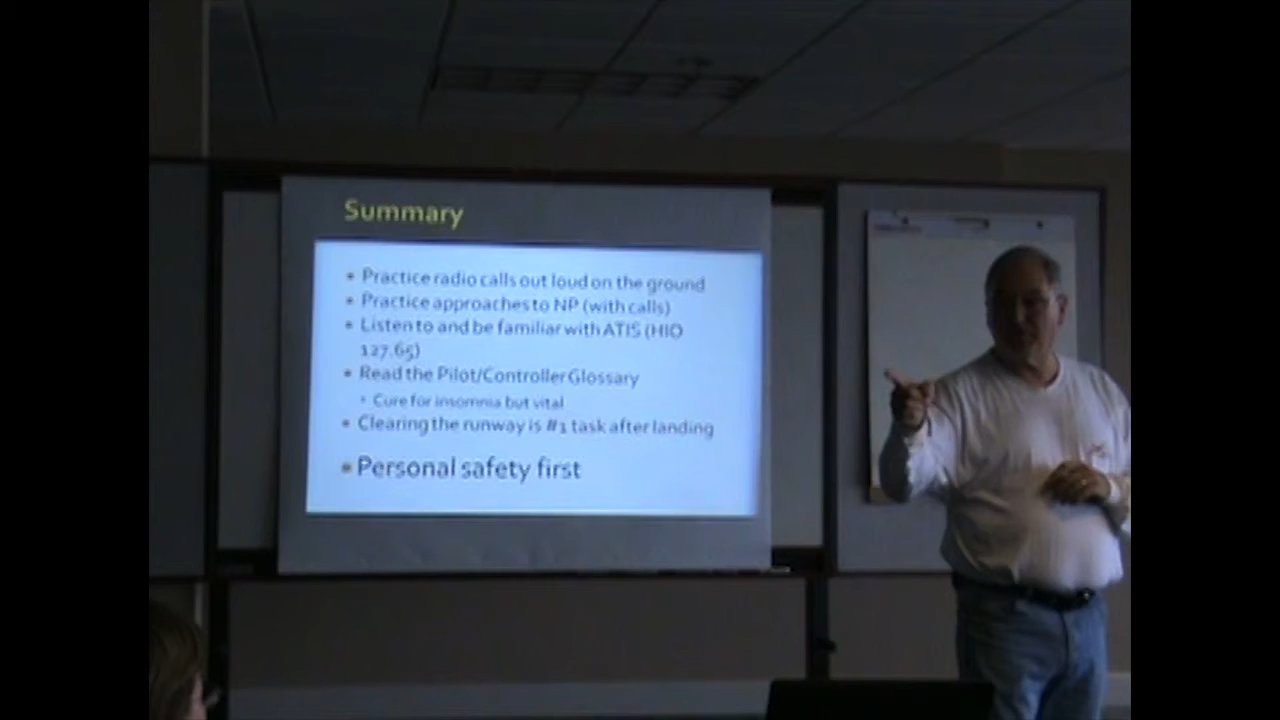 Summary
Practice radio calls out loud on the ground
Practice approaches to NP (with calls)
Listen to and be familiar with ATIS (HIO
127.65)
Read the Pilot/Controller Glossary
Cure for insomnia but vital
Clearing the runway is #1 task after landing
Personal safety first